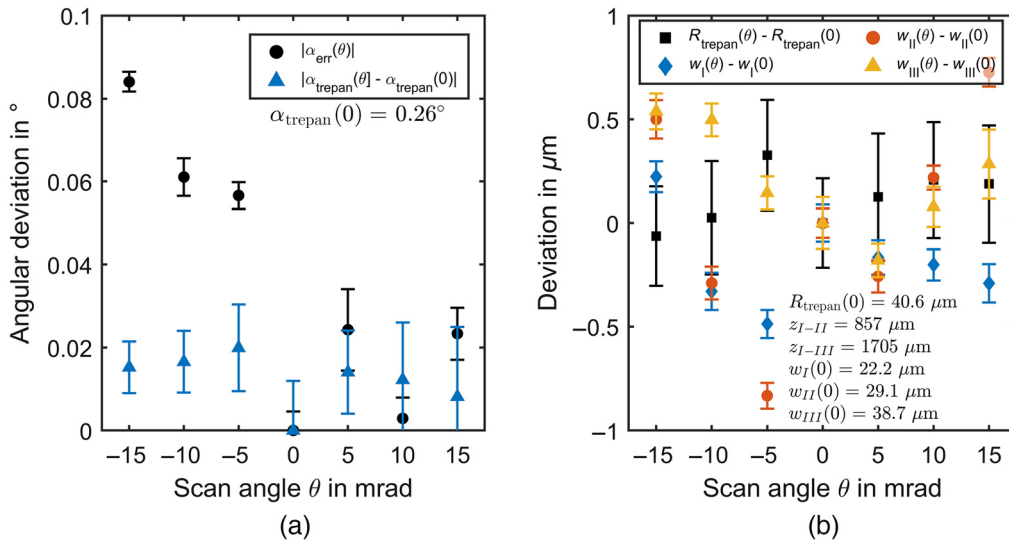 0.1
0.08
0.06
0.04
0.02
0
Angular deviation in °
|α_err(θ)|
|α_trepan(θ] - α_trepan(0)|
α_trepan(0) = 0.26°
−15 −10 −5 0 5 10 15
Scan angle θ in mrad
(a)
1
0.5
0
−0.5
−1
Deviation in μm
R_trepan(θ) - R_trepan(0) w_II(θ) - w_II(0)
w_I(θ) - w_I(0) w_III(θ) - w_III(0)
R_trepan(0) = 40.6 μm
z_I−II = 857 μm
z_I−III = 1705 μm
w_I(0) = 22.2 μm
w_II(0) = 29.1 μm
w_III(0) = 38.7 μm
−15 −10 −5 0 5 10 15
Scan angle θ in mrad
(b)